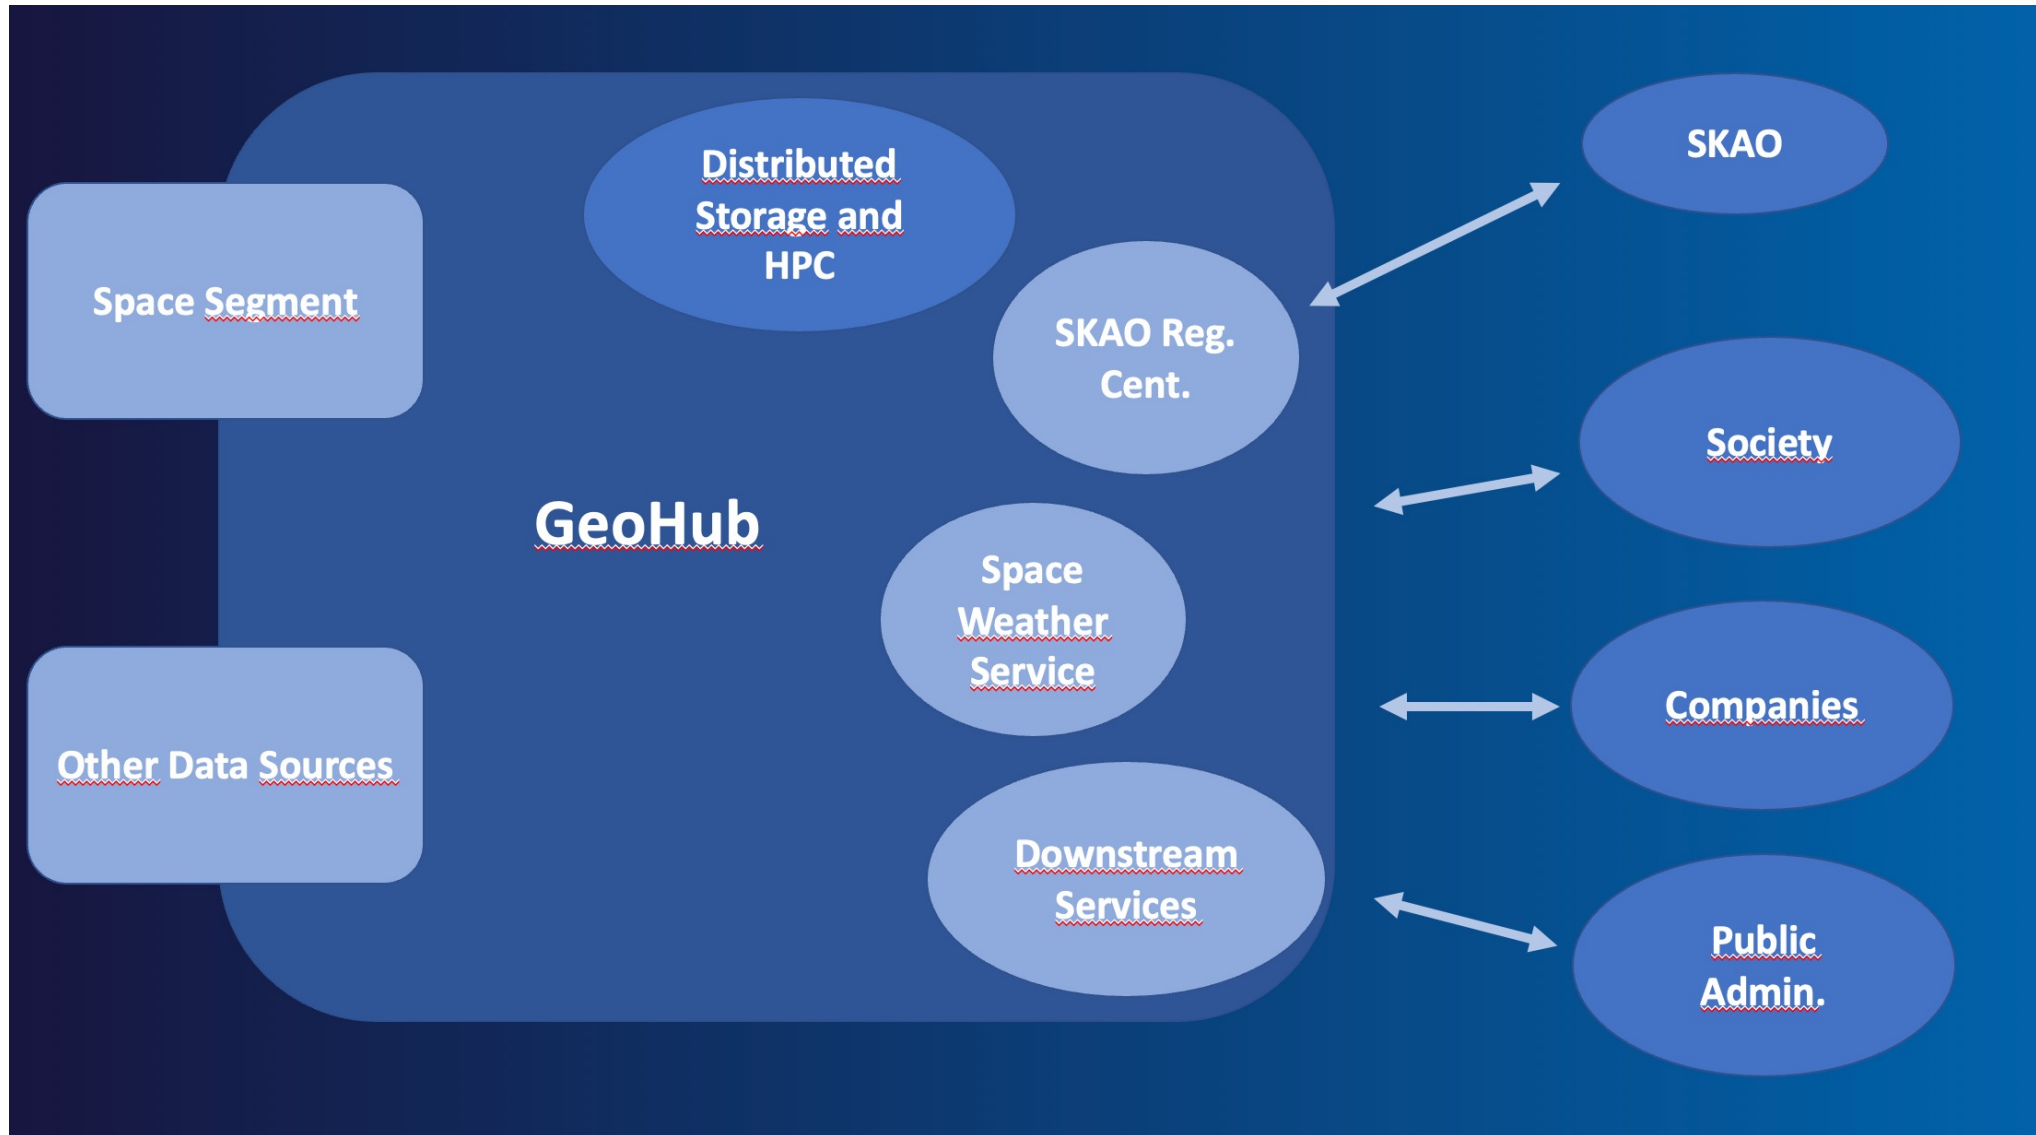 Distributed
Storage and
HPC
SKAO
Space Segment
SKAO Reg.
Cent.
Society
GeoHub
Space
Weather
Service
Companies
Other Data Sources
Downstream
Services
Public
Admin.